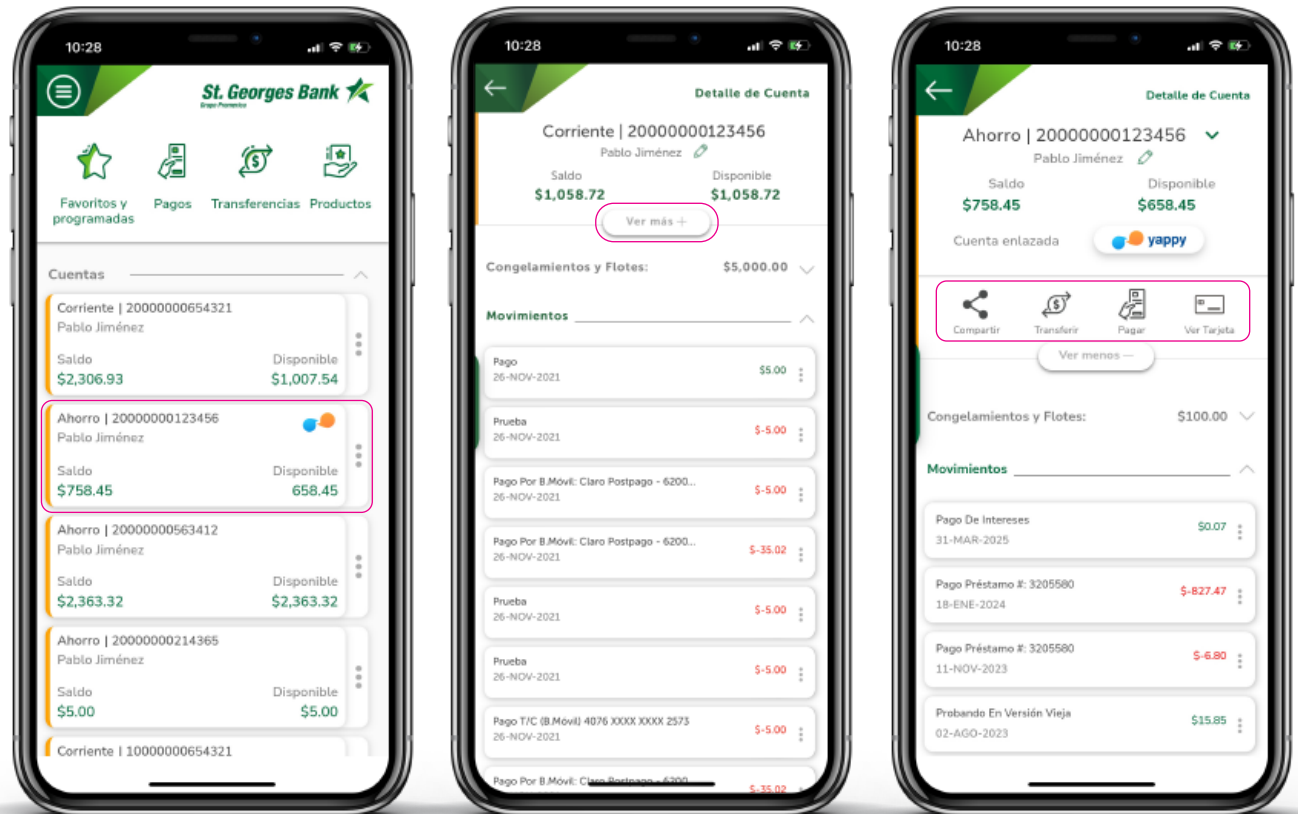 10:28
St. Georges Bank
Grupo Promerica
Favoritos y
programadas
Pagos
Transferencias
Productos
Cuentas
Corriente | 20000000654321
Pablo Jiménez
Saldo
Disponible
$2,306.93
$1,007.54
Ahorro | 20000000123456
Pablo Jiménez
Saldo
Disponible
$758.45
658.45
Ahorro | 20000000563412
Pablo Jiménez
Saldo
Disponible
$2,363.32
$2,363.32
Ahorro | 20000000214365
Pablo Jiménez
Saldo
Disponible
$5.00
$5.00
Corriente | 10000000654321
10:28
Detalle de Cuenta
Corriente | 20000000123456
Pablo Jiménez
Saldo
Disponible
$1,058.72
$1,058.72
Ver más +
Congelamientos y Flotes:
$5,000.00
Movimientos
Pago
26-NOV-2021
$5.00
Prueba
26-NOV-2021
$-5.00
Pago Por B.Móvil: Claro Postpago - 6200...
26-NOV-2021
$-5.00
Pago Por B.Móvil: Claro Postpago - 6200...
26-NOV-2021
$-35.02
Prueba
26-NOV-2021
$-5.00
Prueba
26-NOV-2021
$-5.00
Pago T/C (B.Móvil) 4076 XXXX XXXX 2573
26-NOV-2021
$-5.00
Pago Por B.Móvil: Claro Postpago - 6200...
$-35.02
10:28
Detalle de Cuenta
Ahorro | 20000000123456
Pablo Jiménez
Saldo
Disponible
$758.45
$658.45
Cuenta enlazada
yappy
Compartir
Transferir
Pagar
Ver Tarjeta
Ver menos —
Congelamientos y Flotes:
$100.00
Movimientos
Pago De Intereses
31-MAR-2025
$0.07
Pago Préstamo #: 3205580
18-ENE-2024
$-827.47
Pago Préstamo #: 3205580
11-NOV-2023
$-6.80
Probando En Versión Vieja
02-AGO-2023
$15.85